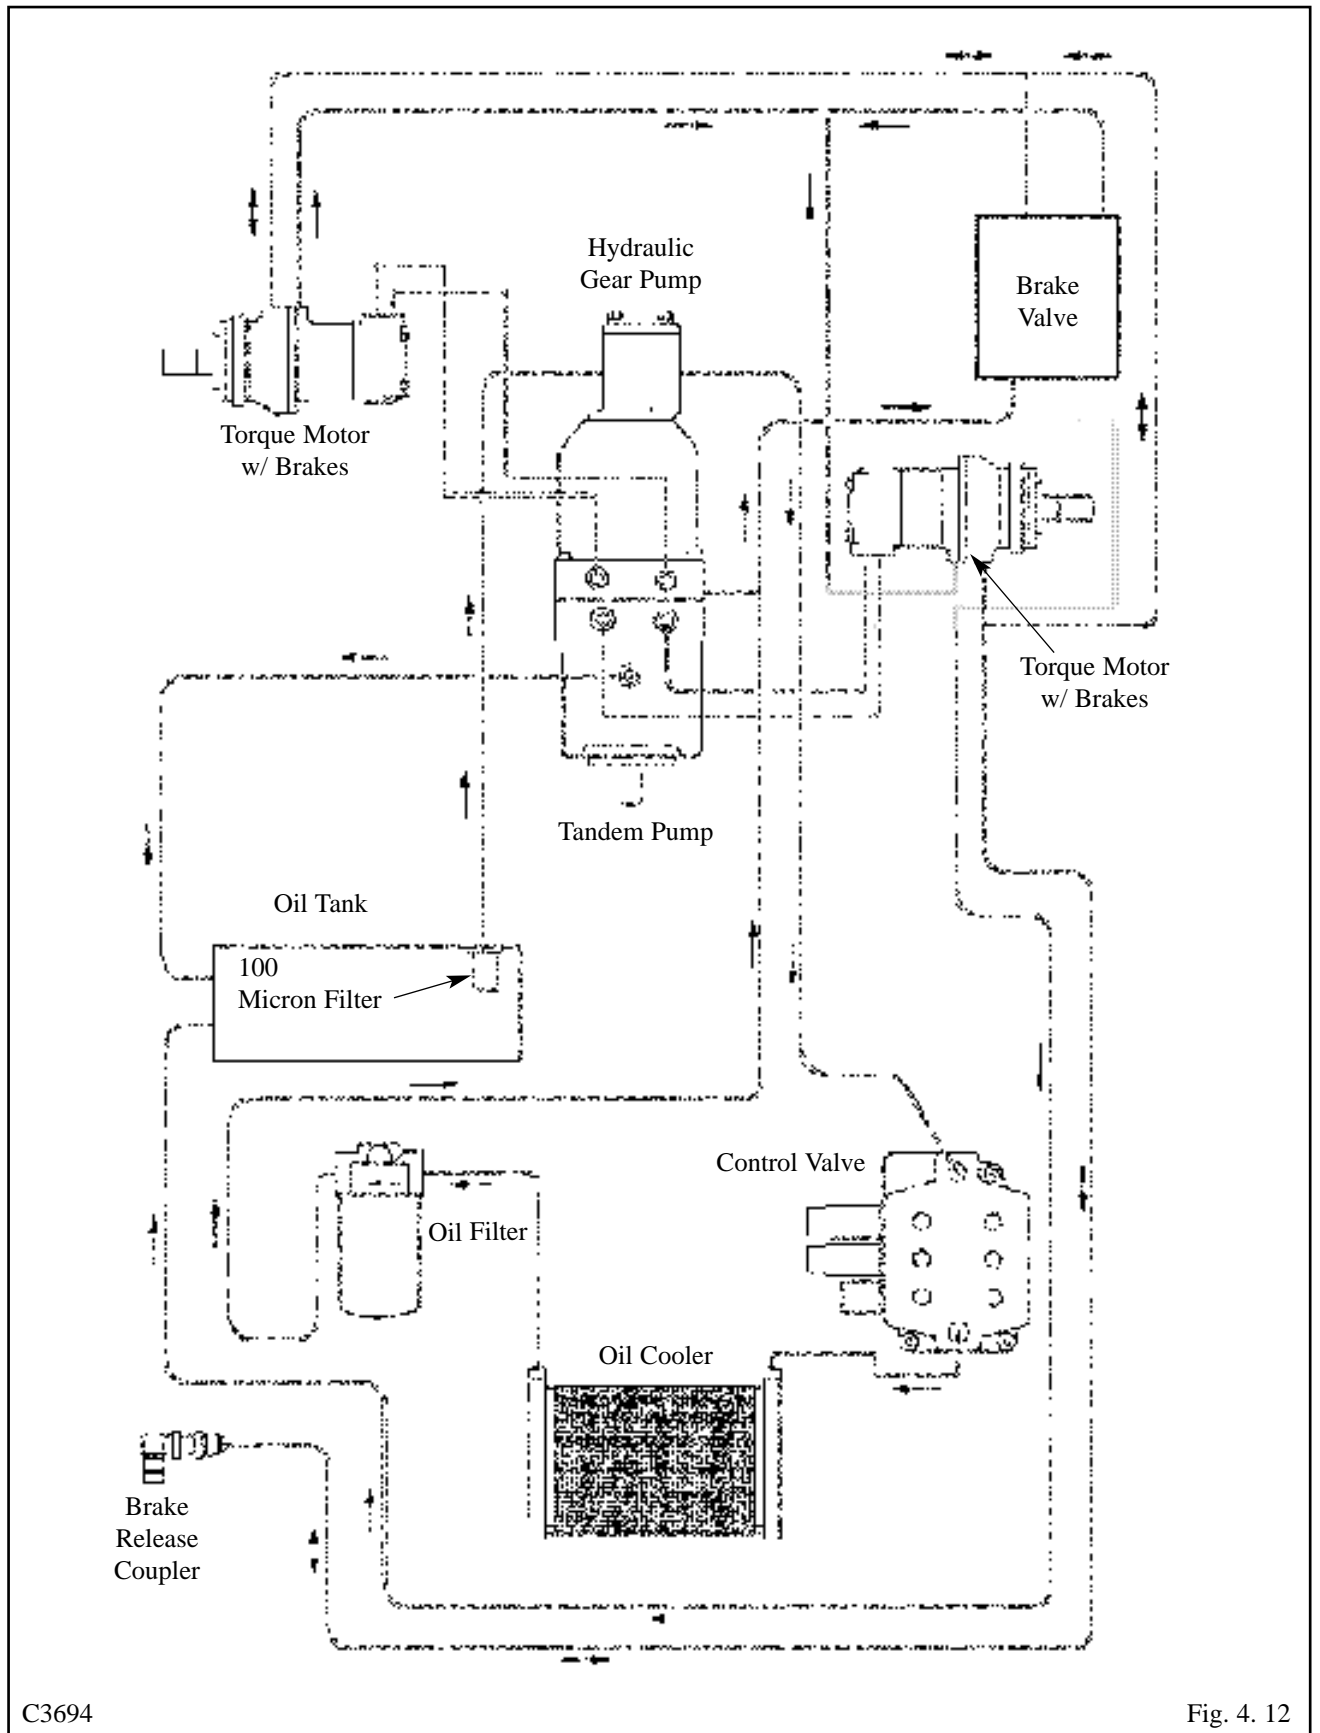 Hydraulic
Gear Pump
Brake
Valve
Torque Motor
w/ Brakes
Torque Motor
w/ Brakes
Tandem Pump
Oil Tank
100
Micron Filter
Control Valve
Oil Filter
Oil Cooler
Brake
Release
Coupler
C3694
Fig. 4. 12